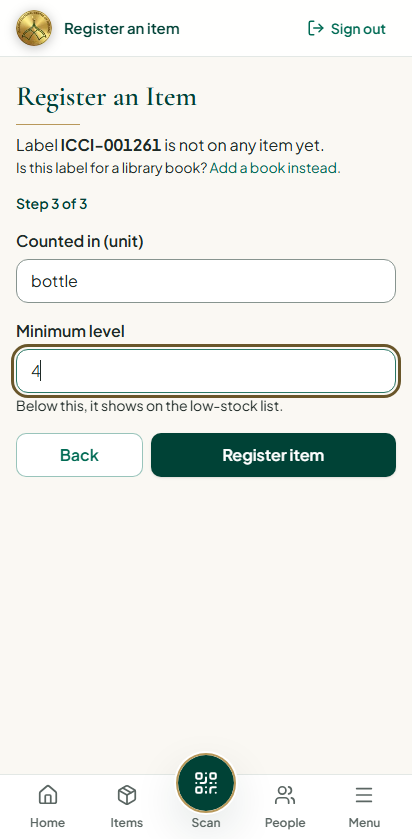 Register an item
Sign out
Register an Item
Label ICCI-001261 is not on any item yet.
Is this label for a library book? Add a book instead.
Step 3 of 3
Counted in (unit)
bottle
Minimum level
4
Below this, it shows on the low-stock list.
Back
Register item
Home
Items
Scan
People
Menu